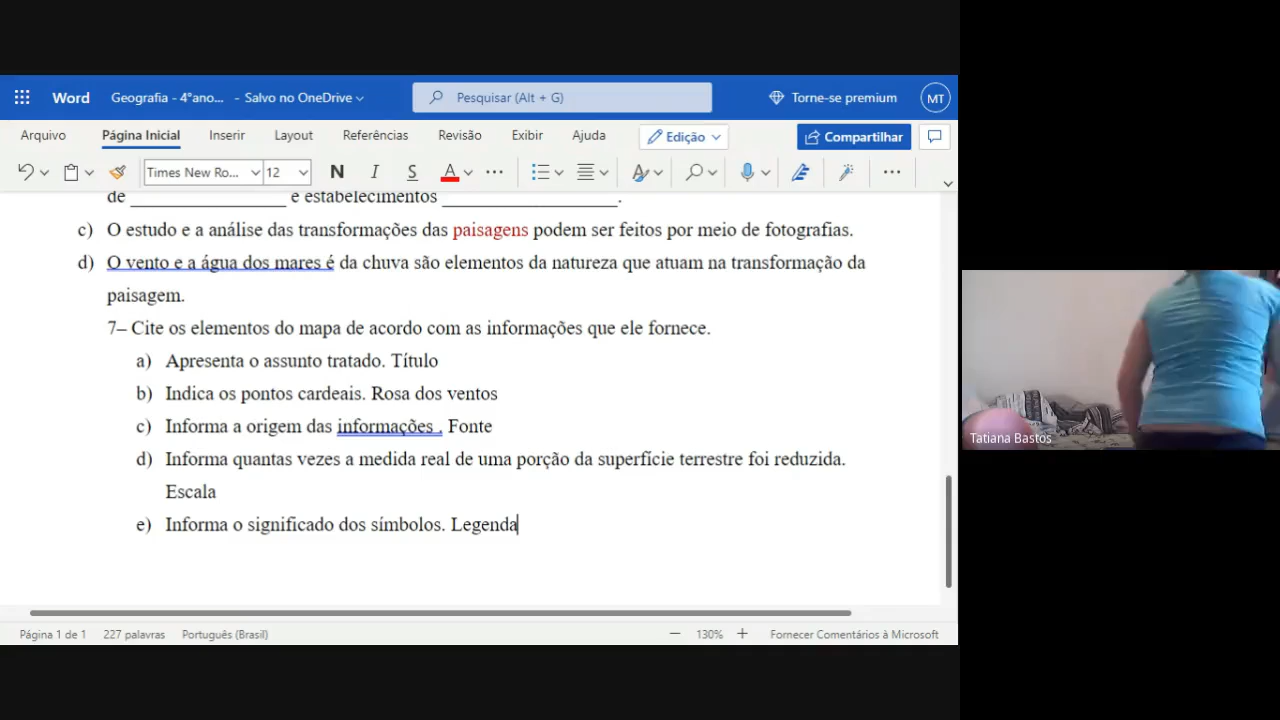 Word Geografia - 4°ano... - Salvo no OneDrive Pesquisar (Alt + G) Torne-se premium MT
Arquivo Página Inicial Inserir Layout Referências Revisão Exibir Ajuda Edição Compartilhar
Times New Ro... 12 N I S A
de _________________ e estabelecimentos ___________________.
c) O estudo e a análise das transformações das paisagens podem ser feitos por meio de fotografias.
d) O vento e a água dos mares é da chuva são elementos da natureza que atuam na transformação da
paisagem.
7– Cite os elementos do mapa de acordo com as informações que ele fornece.
a) Apresenta o assunto tratado. Título
b) Indica os pontos cardeais. Rosa dos ventos
c) Informa a origem das informações . Fonte
d) Informa quantas vezes a medida real de uma porção da superfície terrestre foi reduzida.
Escala
e) Informa o significado dos símbolos. Legenda
Página 1 de 1 227 palavras Português (Brasil) 130% Fornecer Comentários à Microsoft
Tatiana Bastos